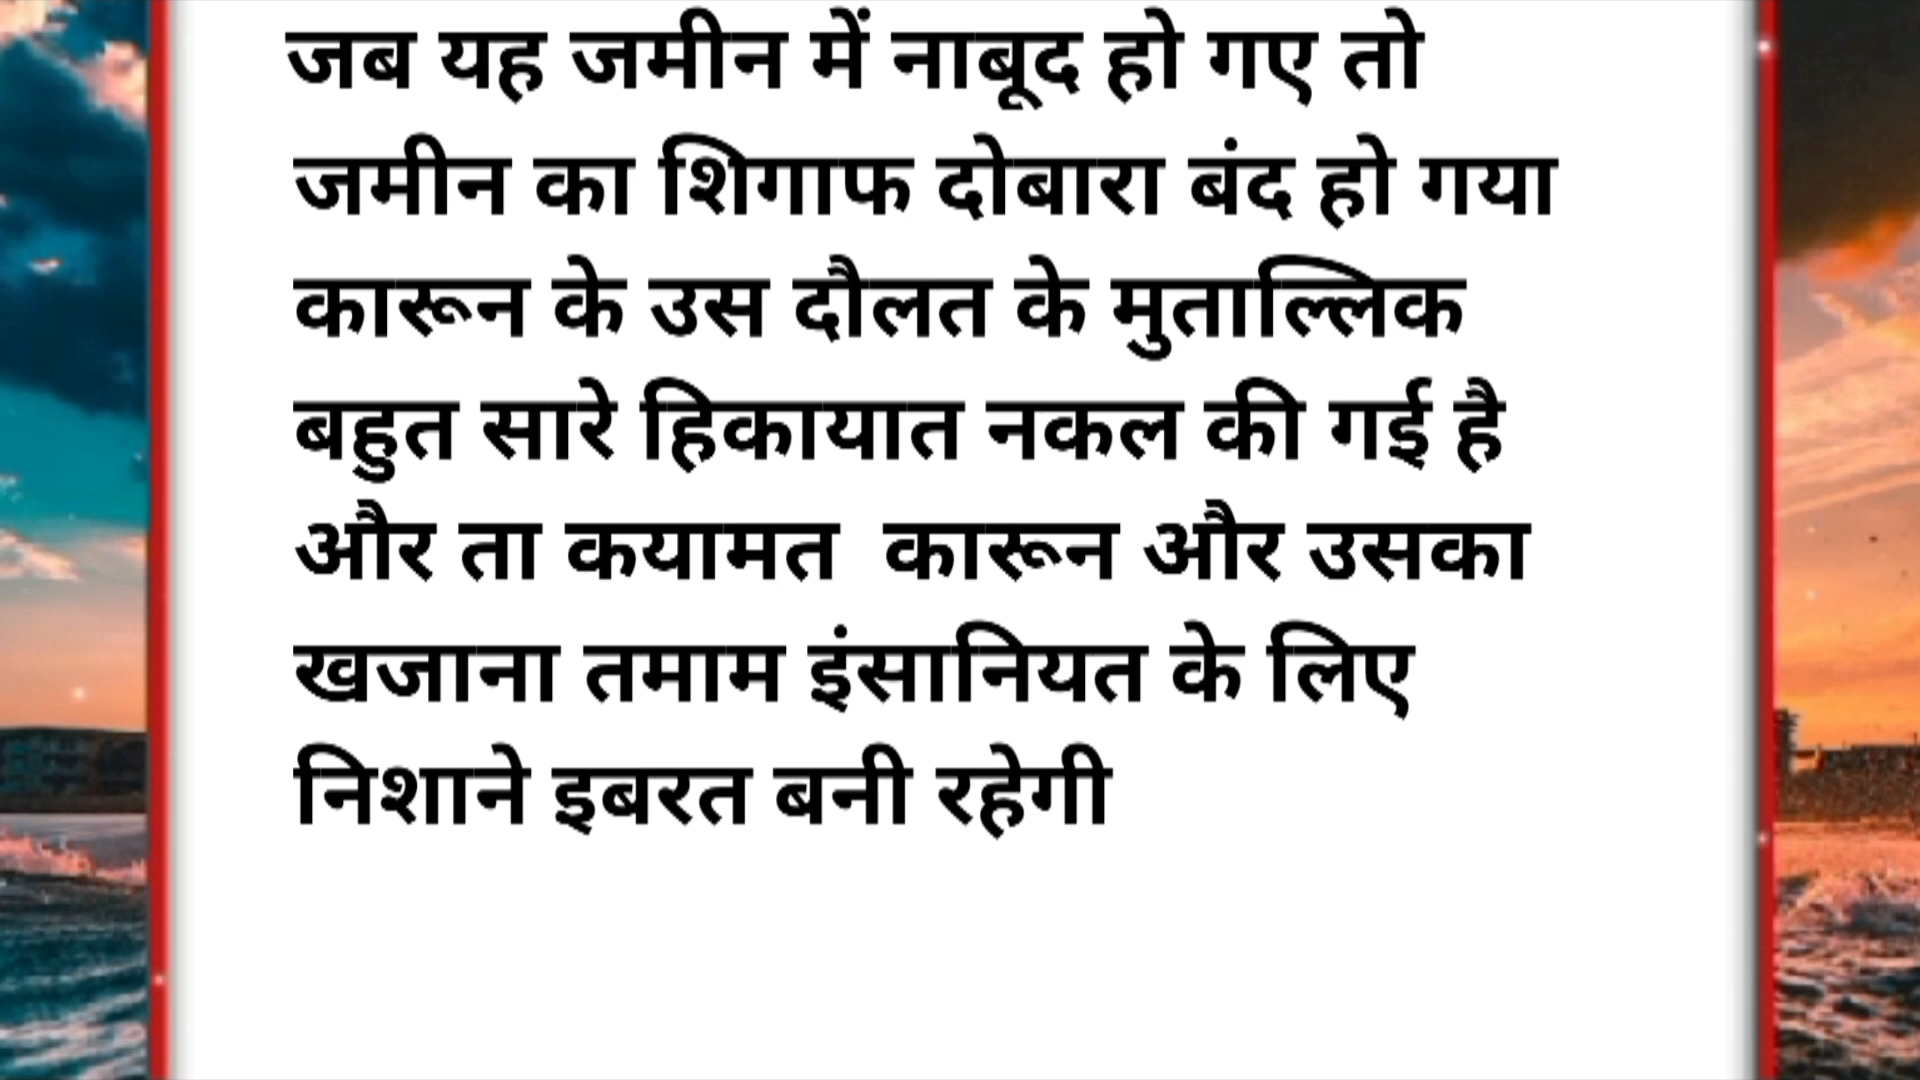 जब यह जमीन में नाबूद हो गए तो
जमीन का शिगाफ दोबारा बंद हो गया
कारून के उस दौलत के मुताल्लिक
बहुत सारे हिकायात नकल की गई है
और ता कयामत  कारून और उसका
खजाना तमाम इंसानियत के लिए
निशाने इबरत बनी रहेगी